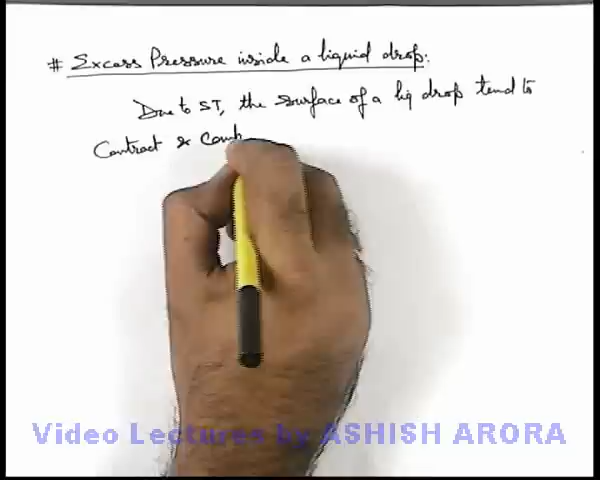 # Excess Pressure inside a liquid drop:
Due to ST, the surface of a liq drop tend to
Contract & Comp
Video Lectures by ASHISH ARORA